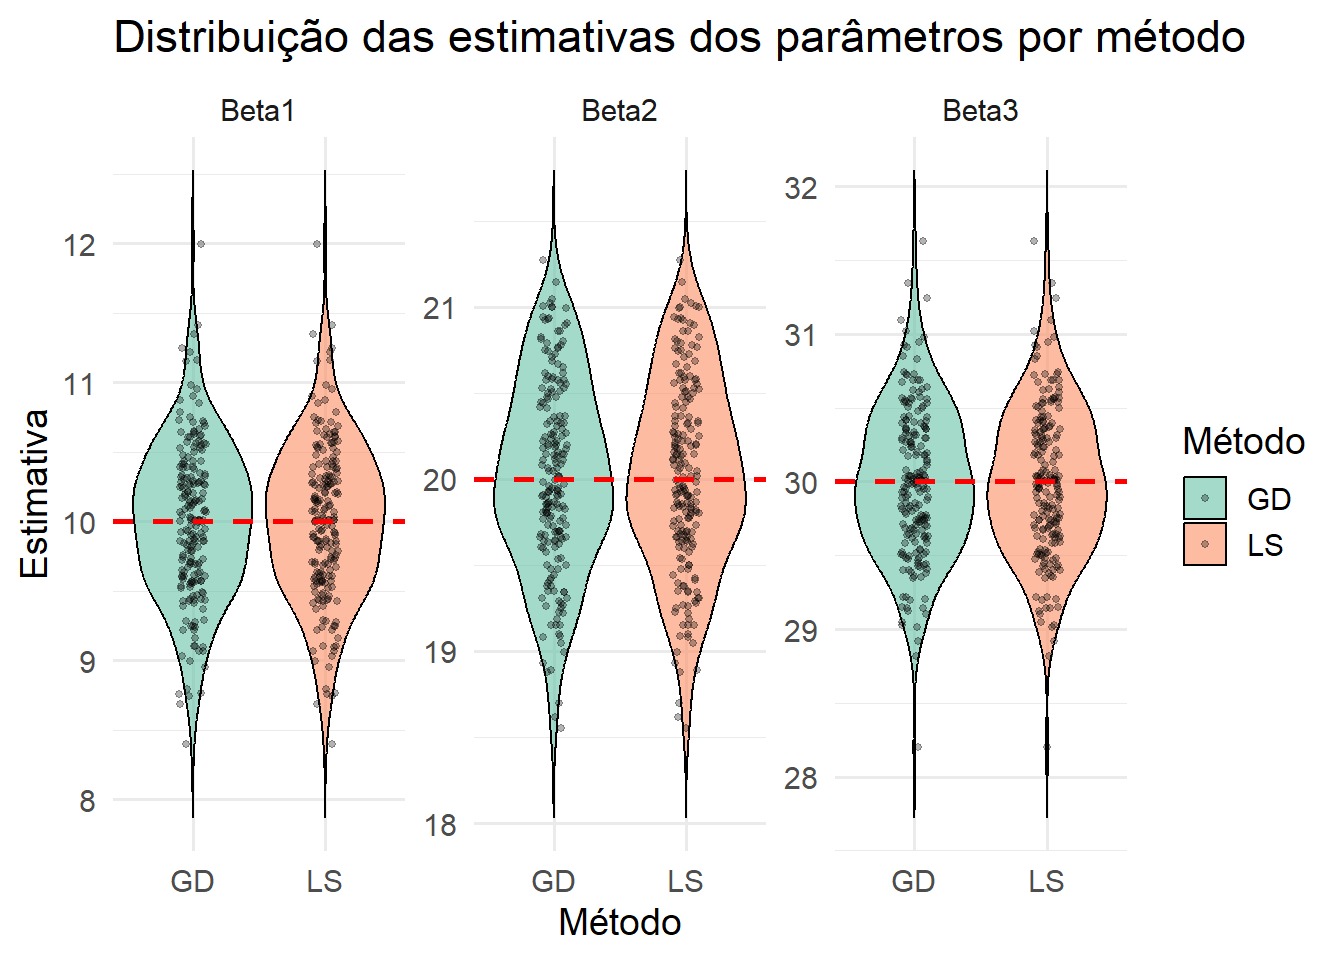 Distribuição das estimativas dos parâmetros por método
Beta1
Beta2
Beta3
Estimativa
12
11
10
9
8
21
20
19
18
32
31
30
29
28
GD
LS
GD
LS
GD
LS
Método
Método
GD
LS